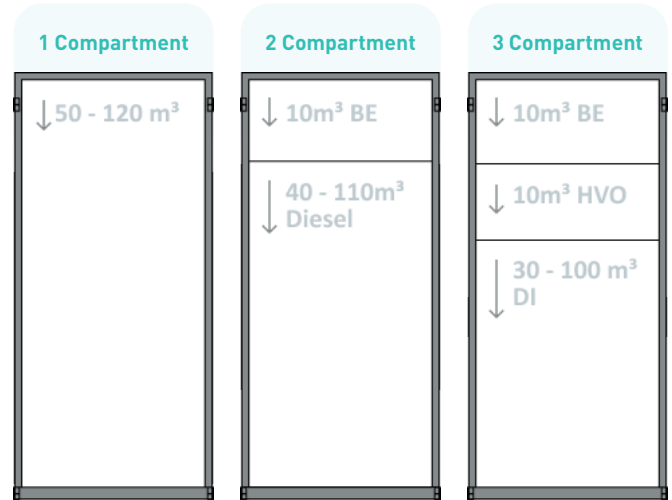 1 Compartment
50 - 120 m³
2 Compartment
10m³ BE
40 - 110m³
Diesel
3 Compartment
10m³ BE
10m³ HVO
30 - 100 m³
DI